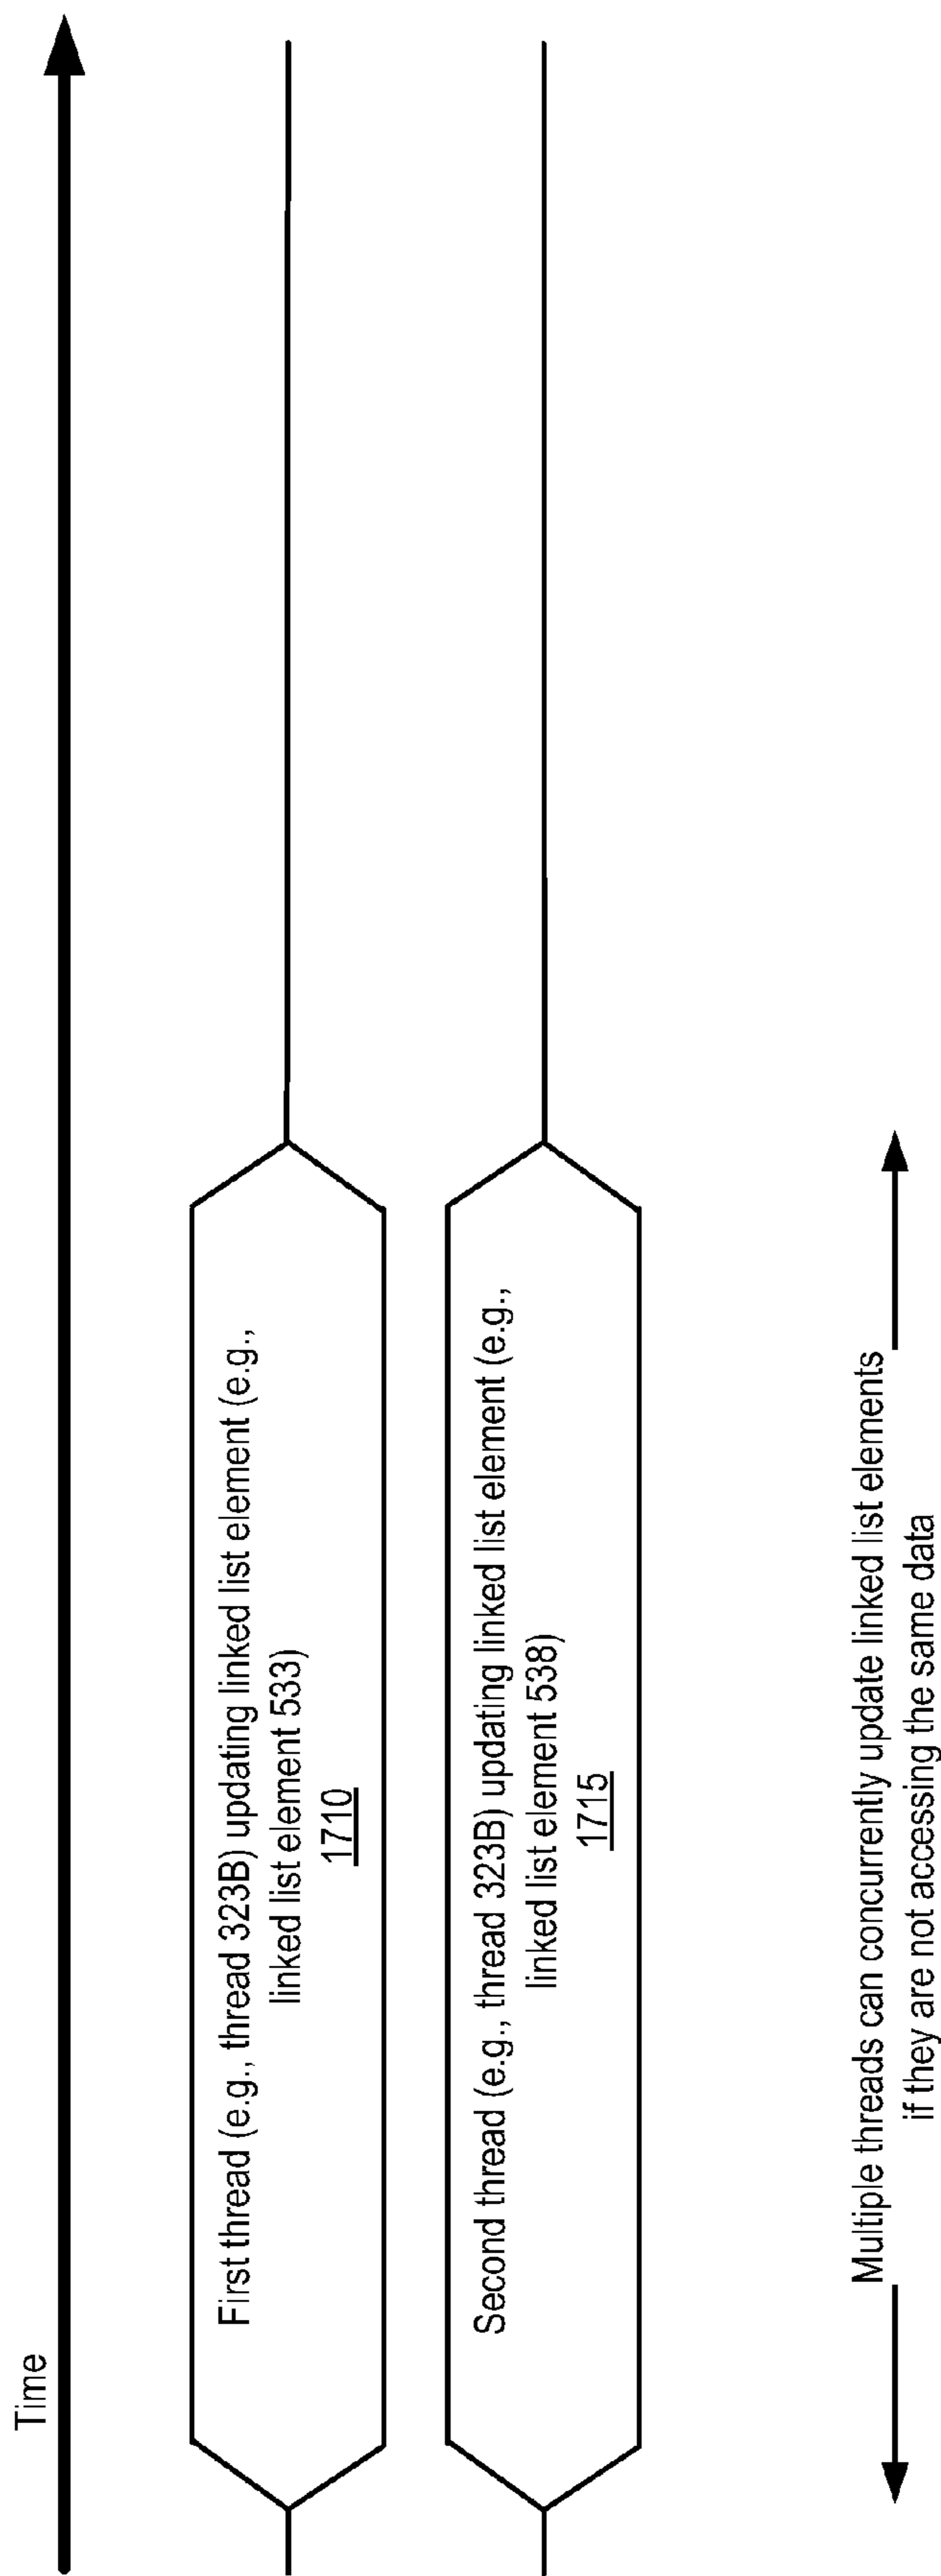 Time
First thread (e.g., thread 323B) updating linked list element (e.g.,
linked list element 533)
1710
Second thread (e.g., thread 323B) updating linked list element (e.g.,
linked list element 538)
1715
Multiple threads can concurrently update linked list elements
if they are not accessing the same data